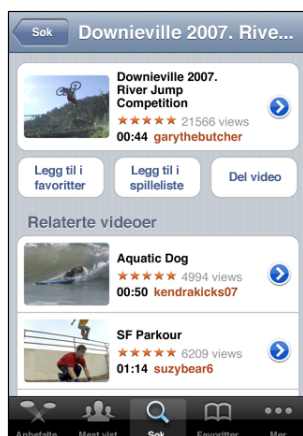 Søk
Downieville 2007. Rive...
Downieville 2007.
River Jump
Competition
21566 views
00:44 garythebutcher
Legg til i
favoritter
Legg til i
spilleliste
Del video
Relaterte videoer
Aquatic Dog
4994 views
00:50 kendrakicks07
SF Parkour
6209 views
01:14 suzybear6
Anbefalte
Mest vist
Søk
Favoritter
Mer